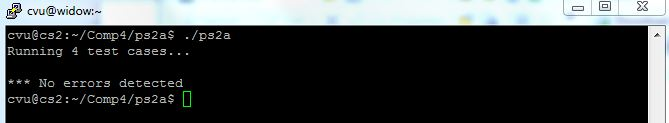 cvu@widow:~
cvu@cs2:~/Comp4/ps2a$ ./ps2a
Running 4 test cases...
*** No errors detected
cvu@cs2:~/Comp4/ps2a$